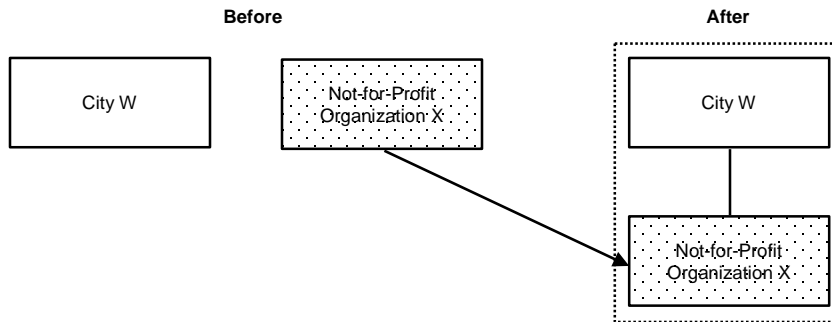 Before
After
City W
Not-for-Profit
Organization X
City W
Not-for-Profit
Organization X